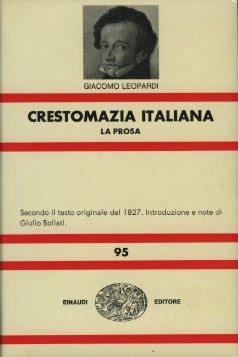 GIACOMO LEOPARDI
CRESTOMAZIA ITALIANA
LA PROSA
Secondo il testo originale del 1827. Introduzione e note di
Giulio Bollati.
95
EINAUDI EDITORE